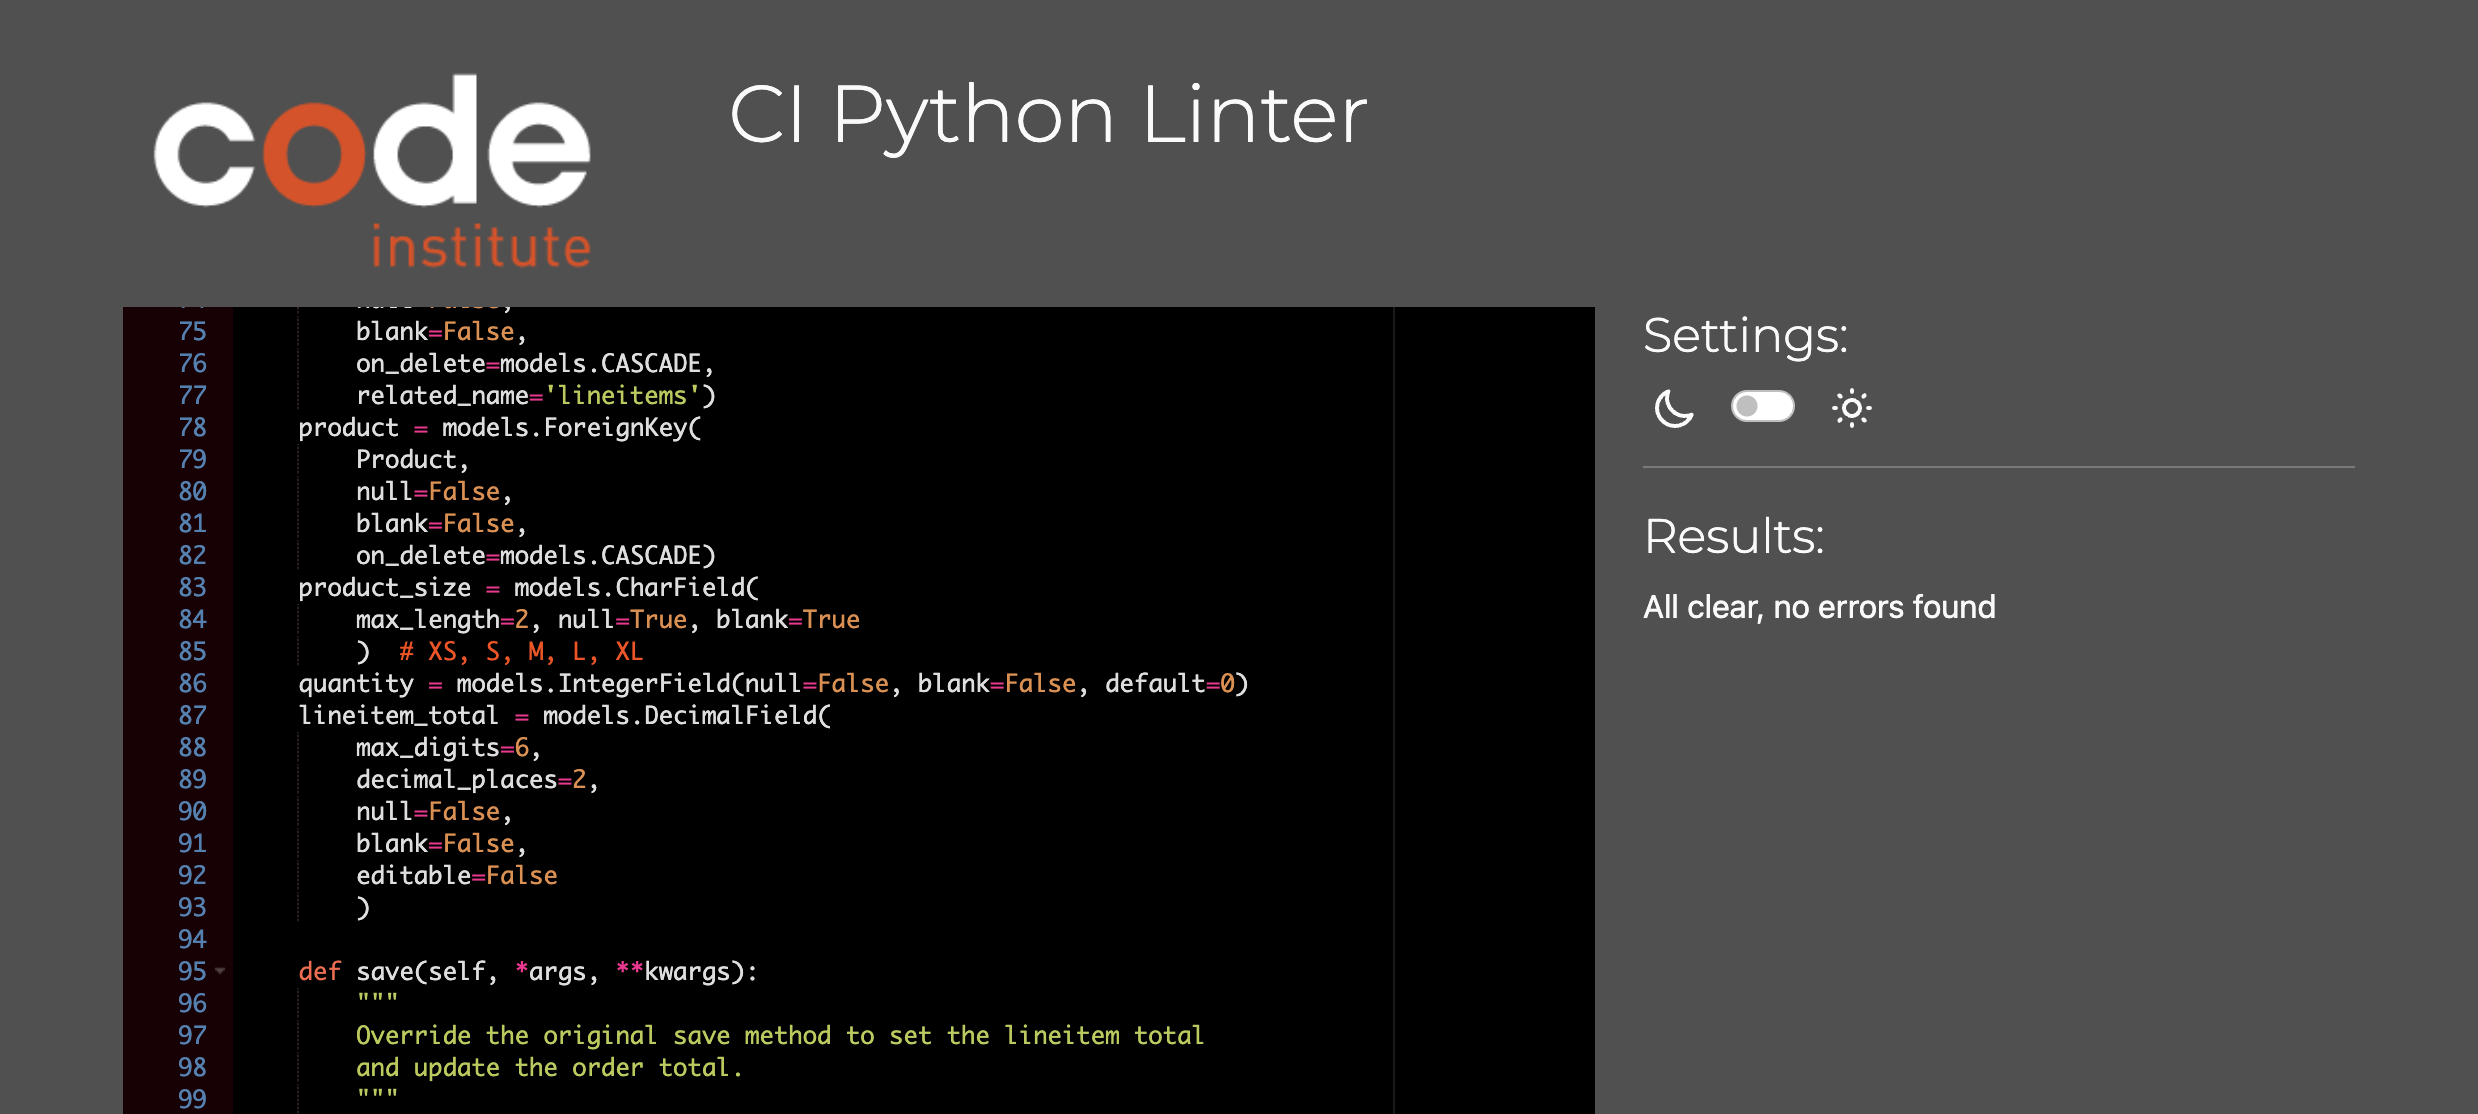 code
institute
CI Python Linter
75 blank=False,
76 on_delete=models.CASCADE,
77 related_name='lineitems')
78 product = models.ForeignKey(
79 Product,
80 null=False,
81 blank=False,
82 on_delete=models.CASCADE)
83 product_size = models.CharField(
84 max_length=2, null=True, blank=True
85 )  # XS, S, M, L, XL
86 quantity = models.IntegerField(null=False, blank=False, default=0)
87 lineitem_total = models.DecimalField(
88 max_digits=6,
89 decimal_places=2,
90 null=False,
91 blank=False,
92 editable=False
93 )
94
95 def save(self, *args, **kwargs):
96 """
97 Override the original save method to set the lineitem total
98 and update the order total.
99 """
Settings:
Results:
All clear, no errors found